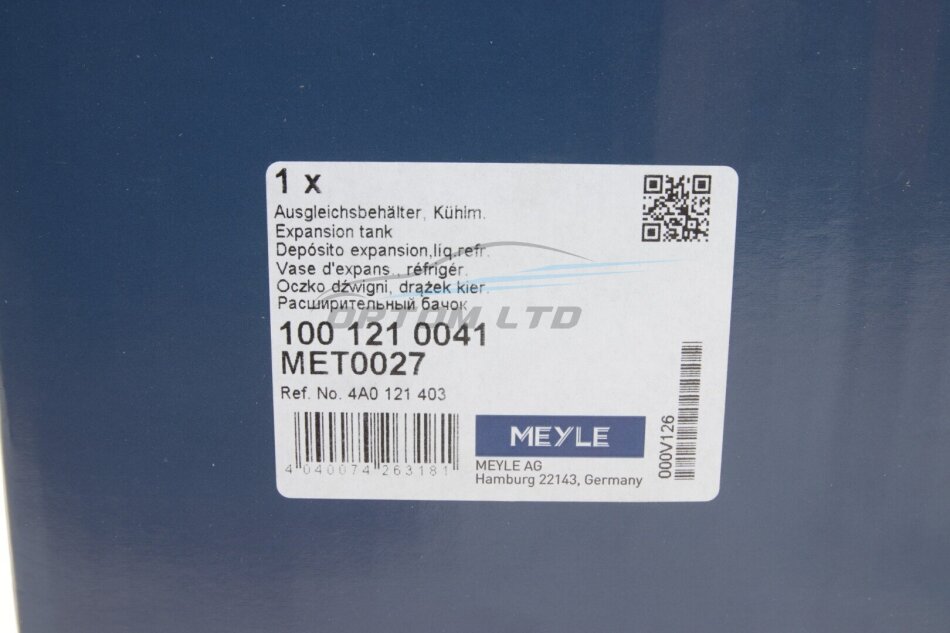 1 x
Ausgleichsbehälter, Kühlm.
Expansion tank
Depósito expansion,liq.refr.
Vase d'expans., réfrigér.
Oczko dźwigni, drążek kier.
Расширительный бачок
ORTOM LTD
100 121 0041
MET0027
Ref. No. 4A0 121 403
4 040074 263181
MEYLE
MEYLE AG
Hamburg 22143, Germany
000V126